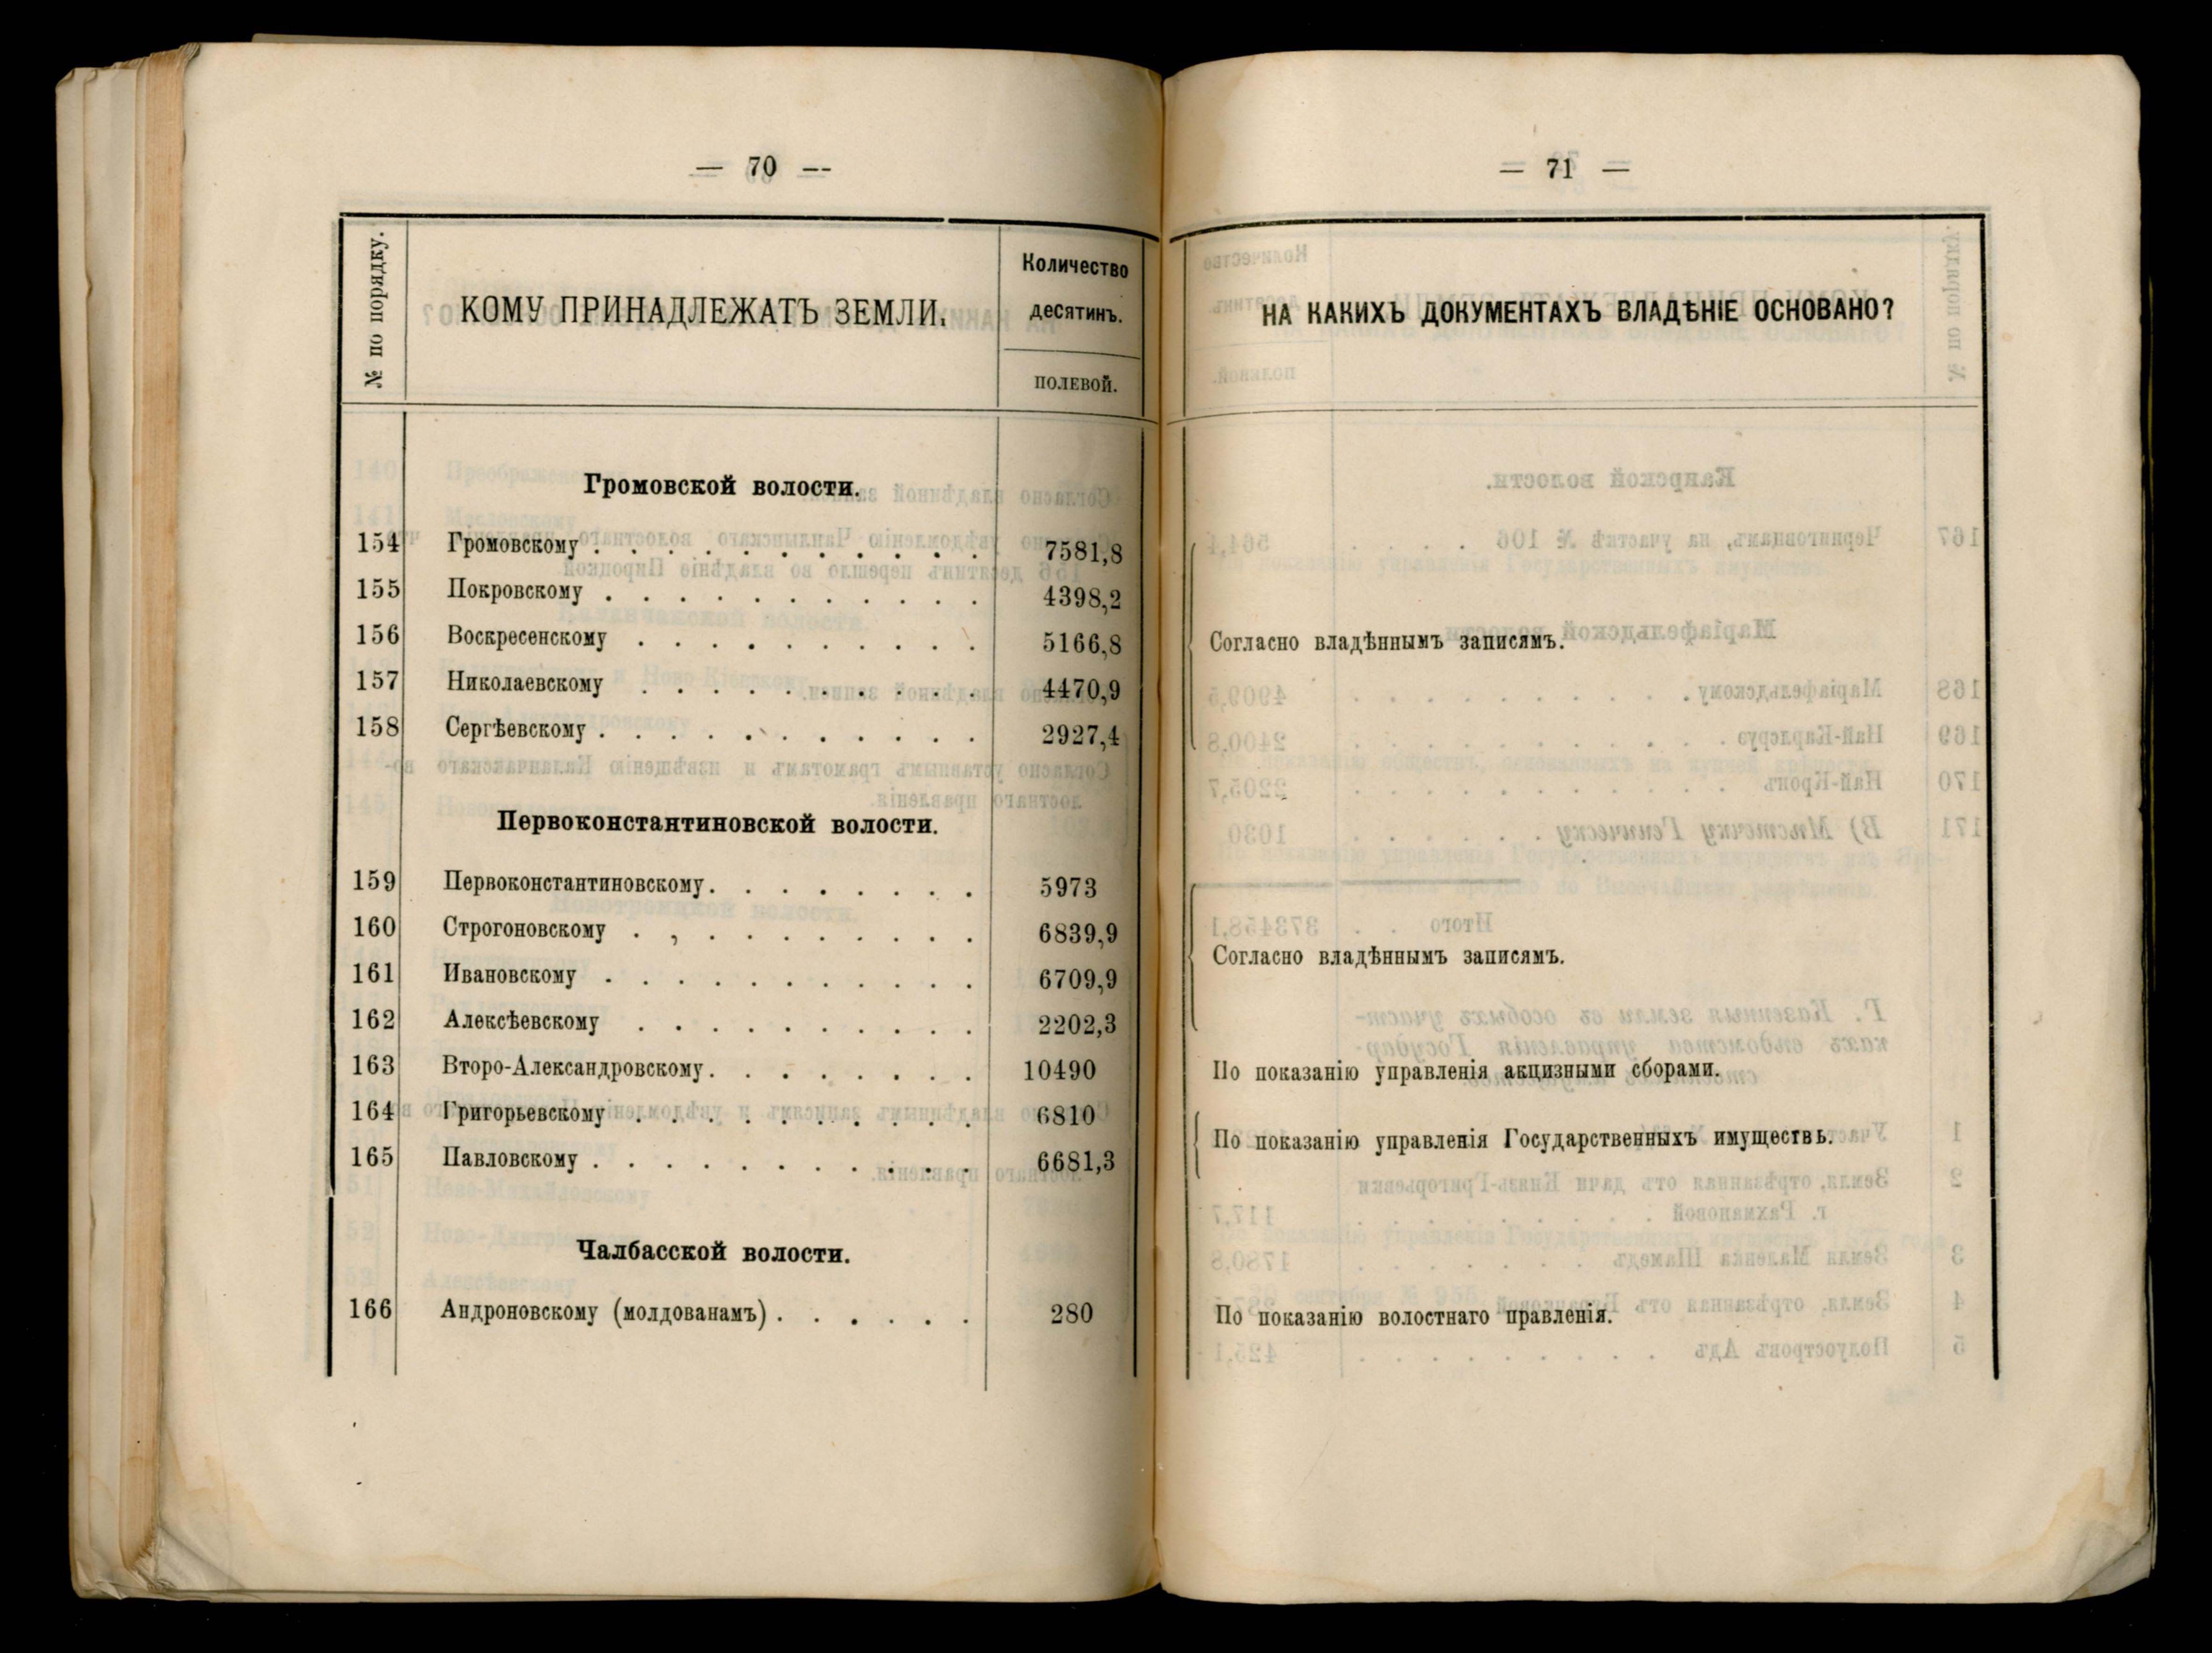 — 70 --
№ по порядку.
КОМУ ПРИНАДЛЕЖАТЪ ЗЕМЛИ.
Количество
десятинъ.
ПОЛЕВОЙ.
Громовской волости.
154 Громовскому . . . . . . . . . . . 7581,8
155 Покровскому . . . . . . . . . . . 4398,2
156 Воскресенскому . . . . . . . . . . 5166,8
157 Николаевскому . . . . . . . . . . 4470,9
158 Сергѣевскому . . . . . . . . . . . 2927,4
Первоконстантиновской волости.
159 Первоконстантиновскому . . . . . . . . 5973
160 Строгоновскому . , . . . . . . . . 6839,9
161 Ивановскому . . . . . . . . . . . 6709,9
162 Алексѣевскому . . . . . . . . . . 2202,3
163 Второ-Александровскому . . . . . . . . 10490
164 Григорьевскому . . . . . . . . . . 6810
165 Павловскому . . . . . . . . . . . 6681,3
Чалбасской волости.
166 Андроновскому (молдованамъ) . . . . . . 280
— 71 —
НА КАКИХЪ ДОКУМЕНТАХЪ ВЛАДѢНІЕ ОСНОВАНО?
Согласно владѣннымъ записямъ.
Согласно владѣннымъ записямъ.
По показанію управленія акцизными сборами.
По показанію управленія Государственныхъ имуществъ.
По показанію волостнаго правленія.